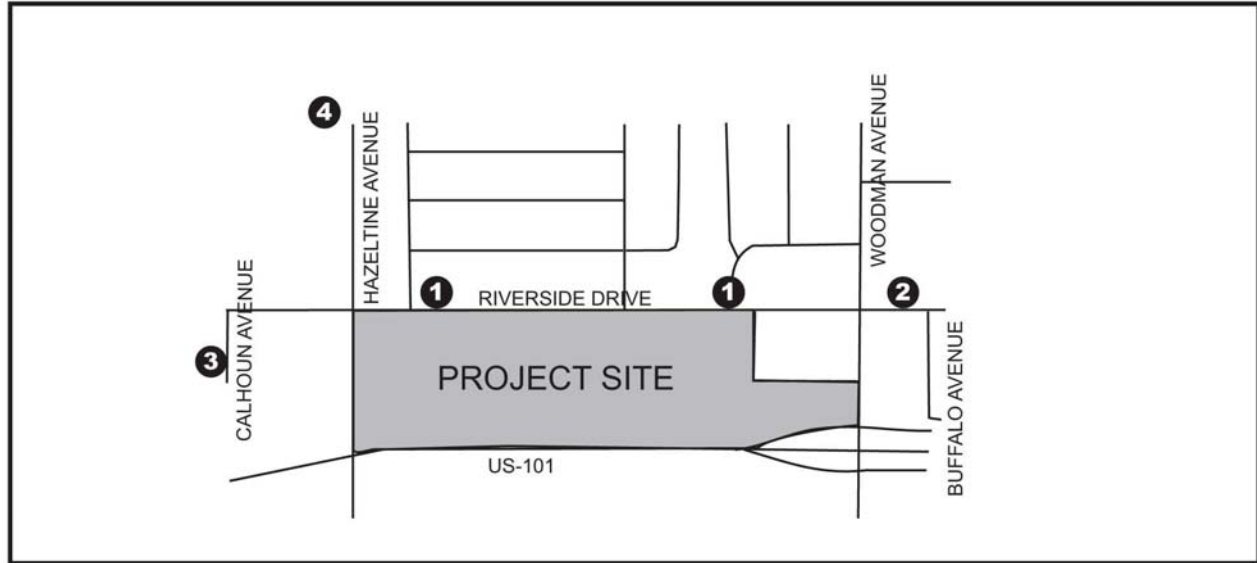 4
HAZELTINE AVENUE
WOODMAN AVENUE
1
RIVERSIDE DRIVE
1
2
3
CALHOUN AVENUE
PROJECT SITE
BUFFALO AVENUE
US-101